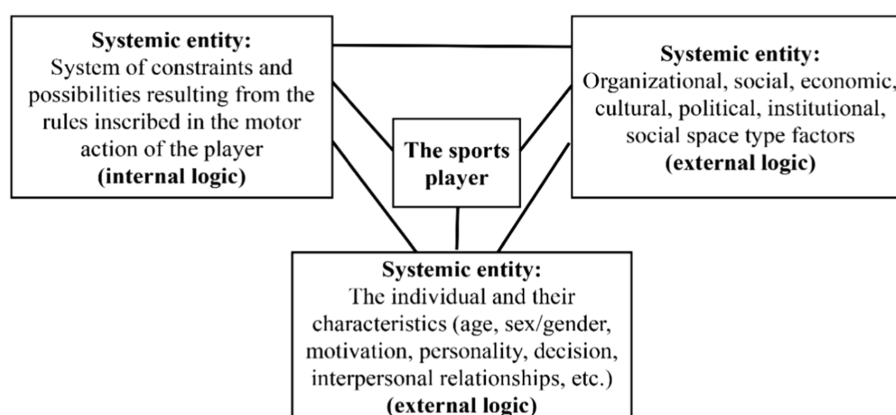 Systemic entity:
System of constraints and
possibilities resulting from the
rules inscribed in the motor
action of the player
(internal logic)
Systemic entity:
Organizational, social, economic,
cultural, political, institutional,
social space type factors
(external logic)
The sports
player
Systemic entity:
The individual and their
characteristics (age, sex/gender,
motivation, personality, decision,
interpersonal relationships, etc.)
(external logic)